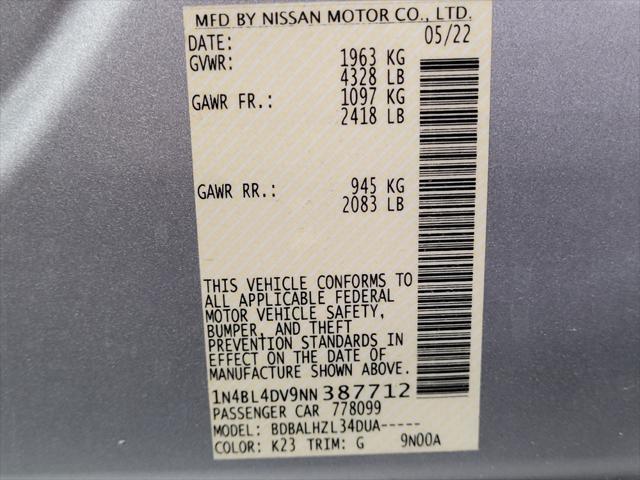 MFD BY NISSAN MOTOR CO., LTD.
DATE: 05/22
GVWR: 1963 KG
4328 LB
GAWR FR.: 1097 KG
2418 LB
GAWR RR.: 945 KG
2083 LB
THIS VEHICLE CONFORMS TO
ALL APPLICABLE FEDERAL
MOTOR VEHICLE SAFETY,
BUMPER, AND THEFT
PREVENTION STANDARDS IN
EFFECT ON THE DATE OF
MANUFACTURE SHOWN ABOVE.
1N4BL4DV9NN387712
PASSENGER CAR 778099
MODEL: BDBALHZL34DUA-----
COLOR: K23 TRIM: G 9N00A